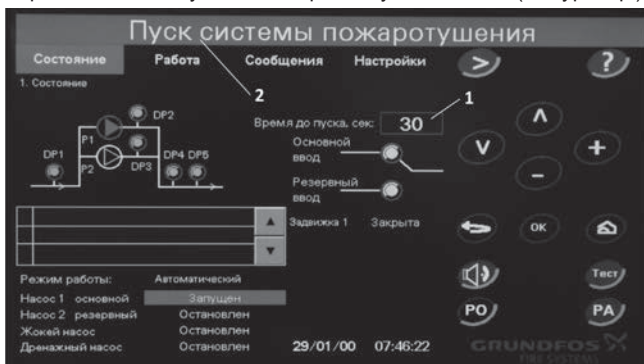 Пуск системы пожаротушения
Состояние Работа Сообщения Настройки > ?
1. Состояние
2
1
DP2
Время до пуска, сек: 30
P1
Основной ввод
DP1 P2 DP3 DP4 DP5
Резервный ввод
Задвижка 1 Закрыта
OK
Режим работы: Автоматический
Тест
Насос 1 основной Запущен
Насос 2 резервный Остановлен
PO PA
Жокей насос Остановлен
Дренажный насос Остановлен 29/01/00 07:46:22
GRUNDFOS
FIRE SYSTEMS